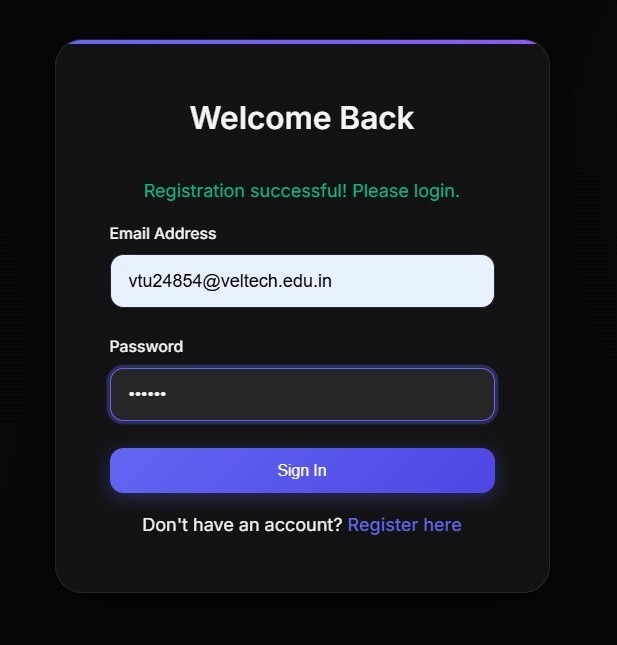 Welcome Back
Registration successful! Please login.
Email Address
vtu24854@veltech.edu.in
Password
••••••
Sign In
Don't have an account? Register here